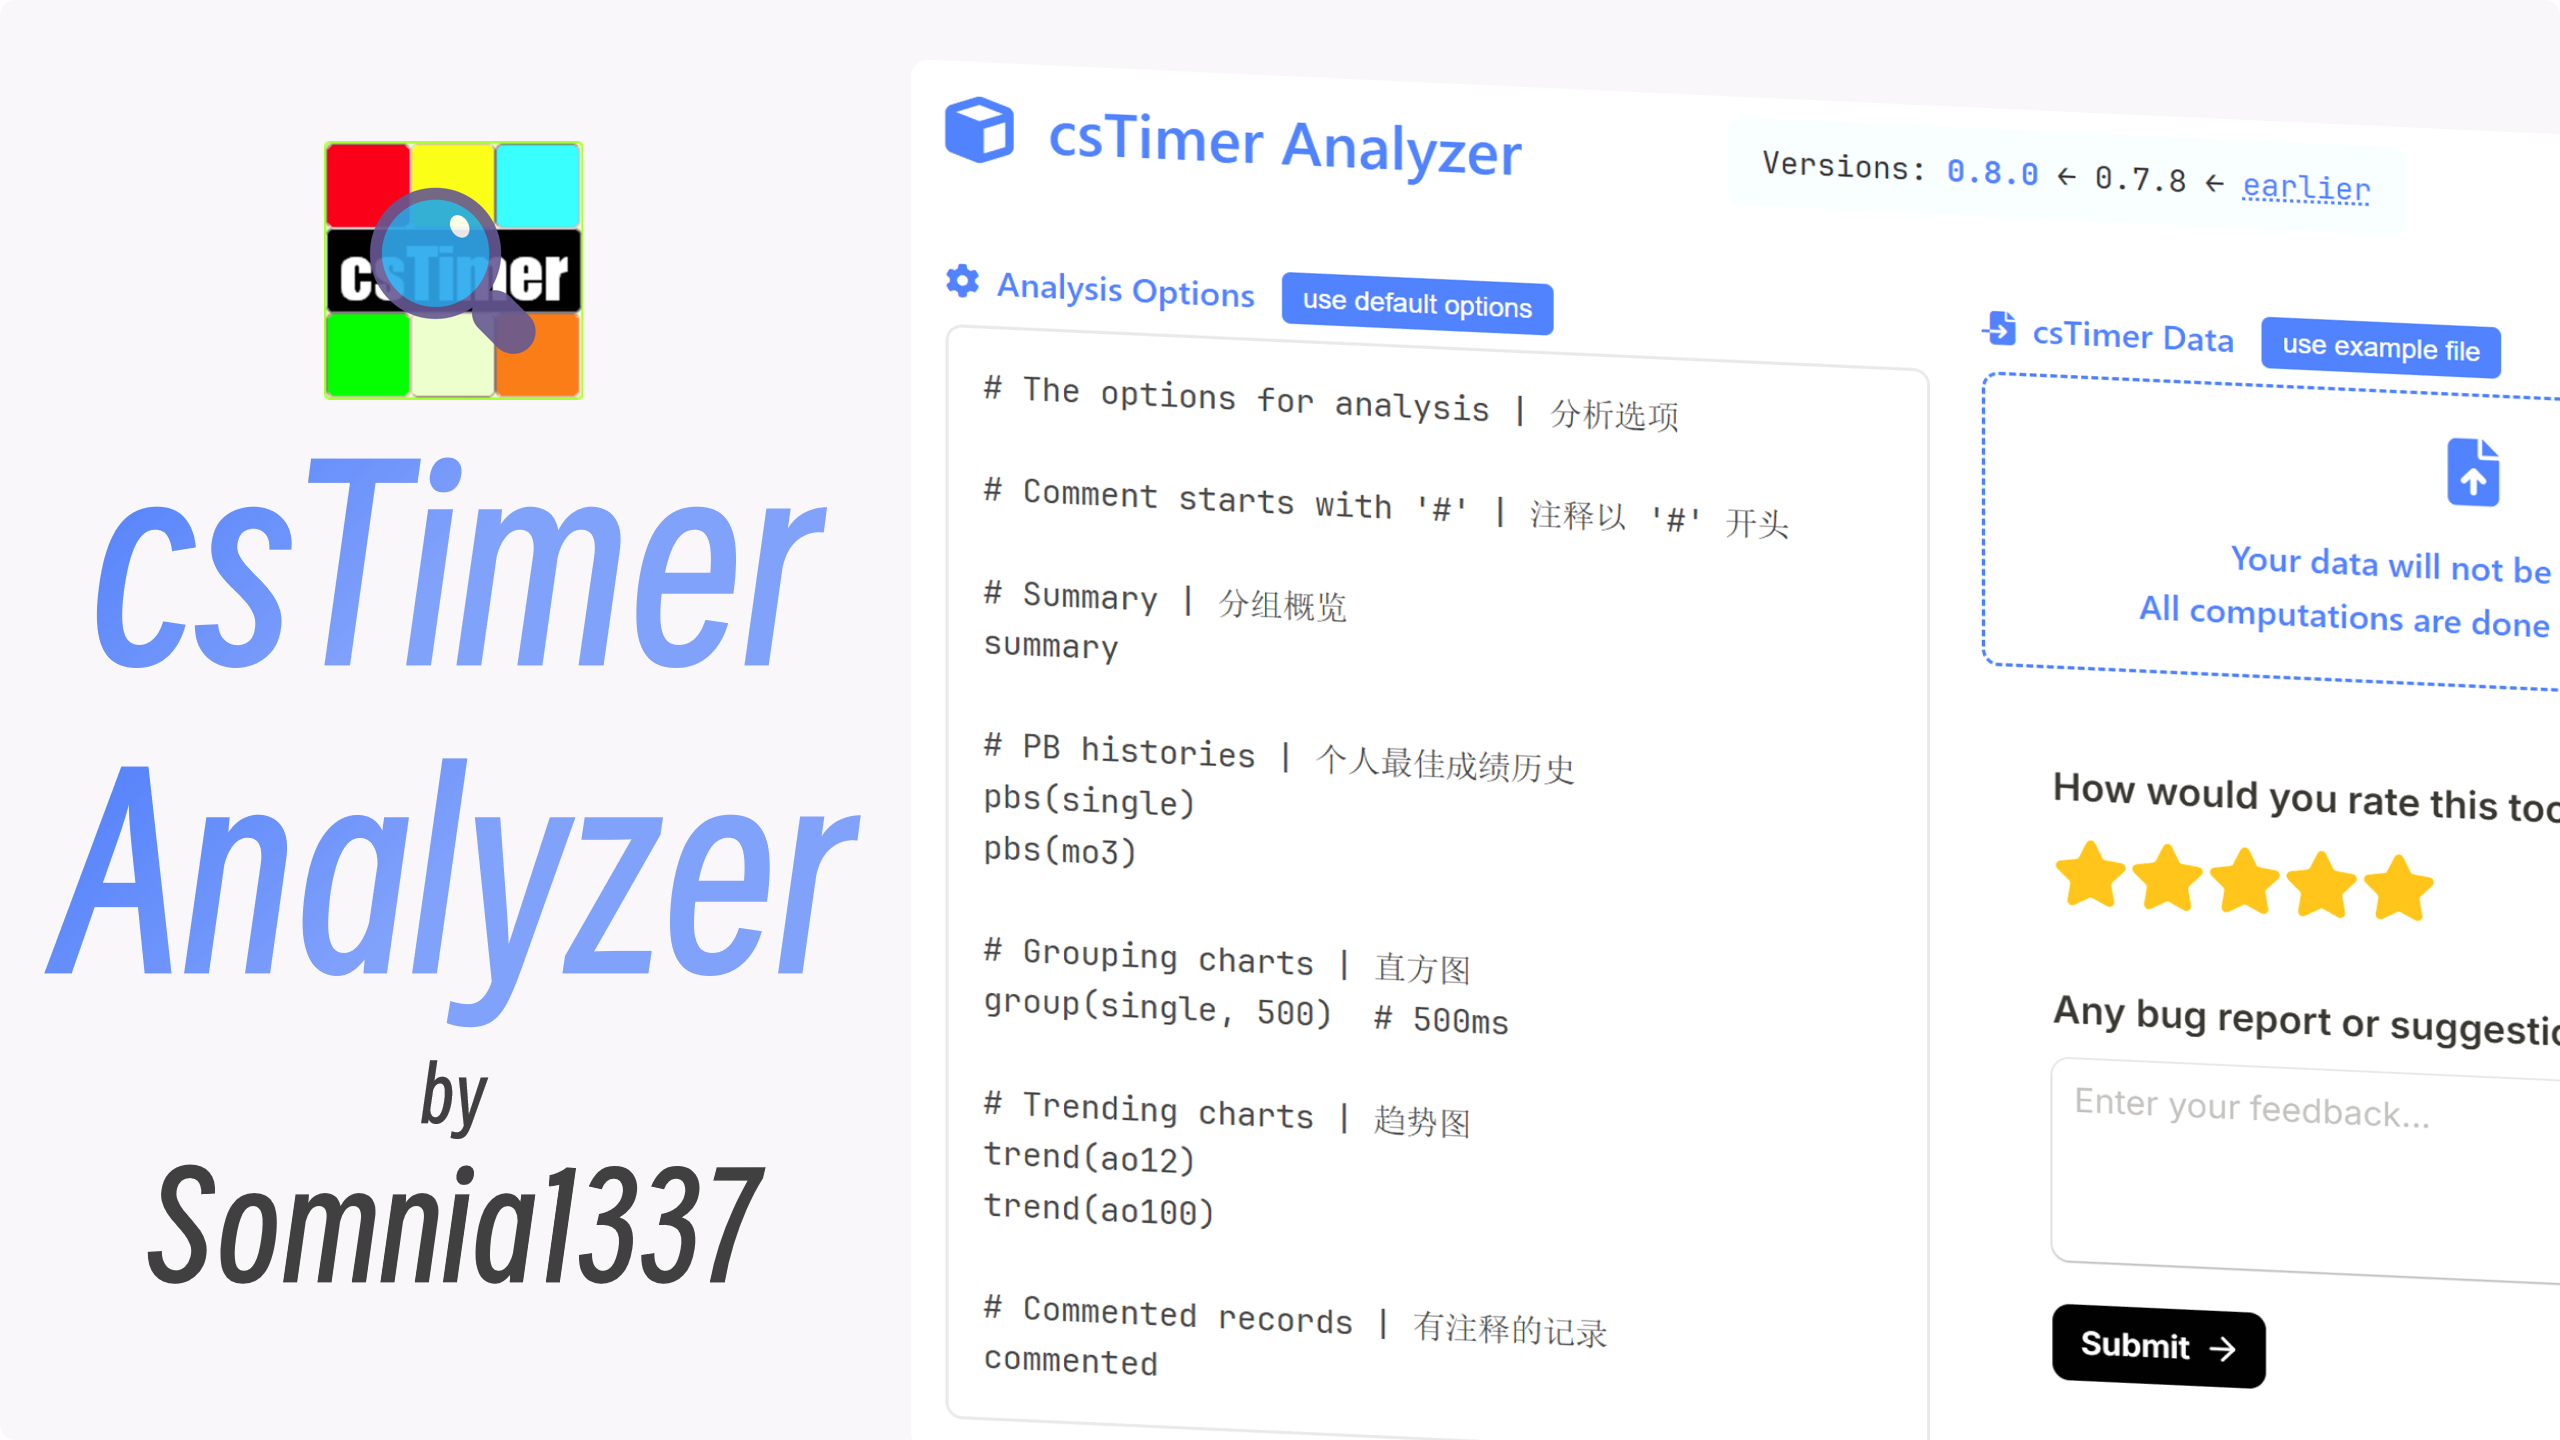 csTimer
csTimer
Analyzer
by
Somnia1337
csTimer Analyzer
Versions: 0.8.0 ← 0.7.8 ← earlier
Analysis Options
use default options
# The options for analysis | 分析选项
# Comment starts with '#' | 注释以 '#' 开头
# Summary | 分组概览
summary
# PB histories | 个人最佳成绩历史
pbs(single)
pbs(mo3)
# Grouping charts | 直方图
group(single, 500)  # 500ms
# Trending charts | 趋势图
trend(ao12)
trend(ao100)
# Commented records | 有注释的记录
commented
csTimer Data
use example file
Your data will not be
All computations are done
How would you rate this too
Any bug report or suggestio
Enter your feedback...
Submit →